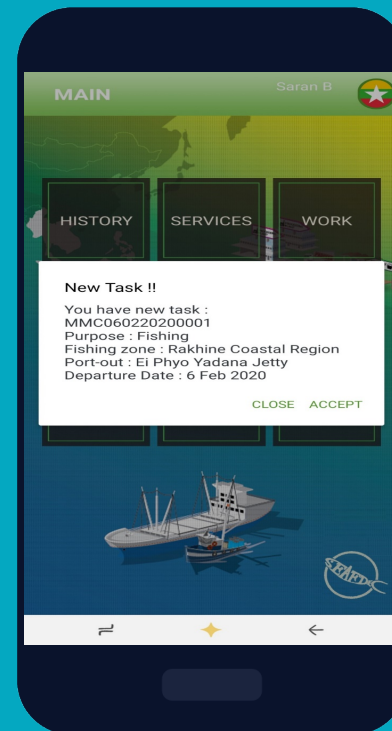 MAIN
Saran B
HISTORY
SERVICES
WORK
New Task !!
You have new task :
MMC060220200001
Purpose : Fishing
Fishing zone : Rakhine Coastal Region
Port-out : Ei Phyo Yadana Jetty
Departure Date : 6 Feb 2020
CLOSE ACCEPT
SEAFDEC